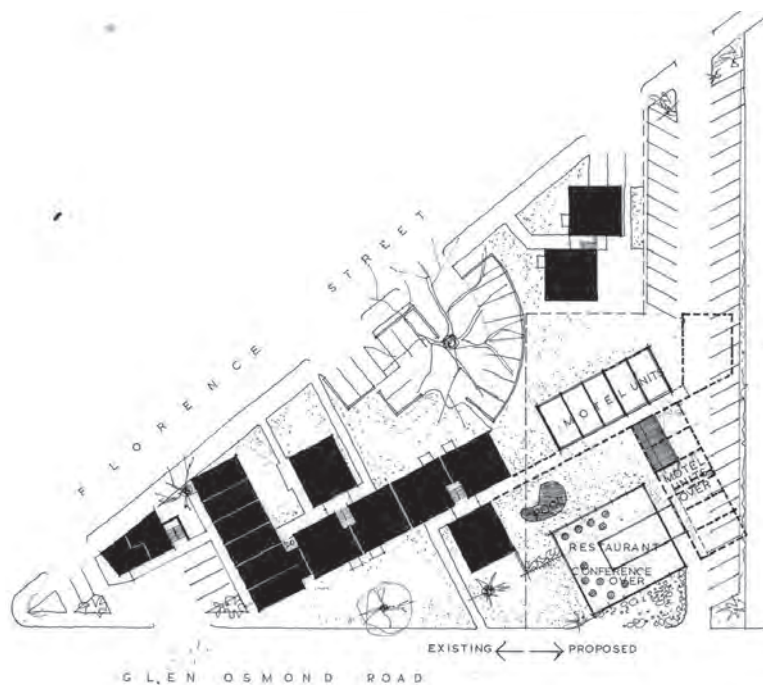 FLORENCE STREET
MOTEL UNITS
MOTEL
UNITS
OVER
POOL
RESTAURANT
CONFERENCE
OVER
EXISTING PROPOSED
GLEN OSMOND ROAD